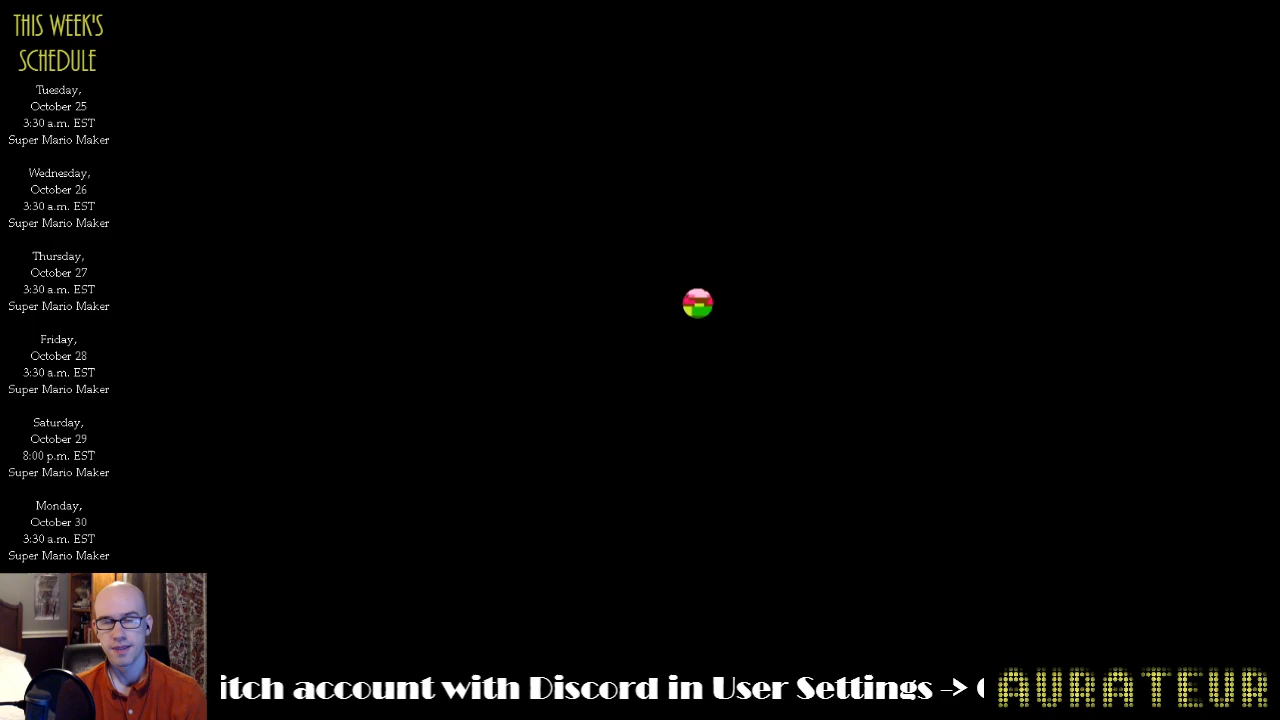 THIS WEEK'S
SCHEDULE
Tuesday,
October 25
3:30 a.m. EST
Super Mario Maker
Wednesday,
October 26
3:30 a.m. EST
Super Mario Maker
Thursday,
October 27
3:30 a.m. EST
Super Mario Maker
Friday,
October 28
3:30 a.m. EST
Super Mario Maker
Saturday,
October 29
8:00 p.m. EST
Super Mario Maker
Monday,
October 30
3:30 a.m. EST
Super Mario Maker
itch account with Discord in User Settings -> 
AURATEUR